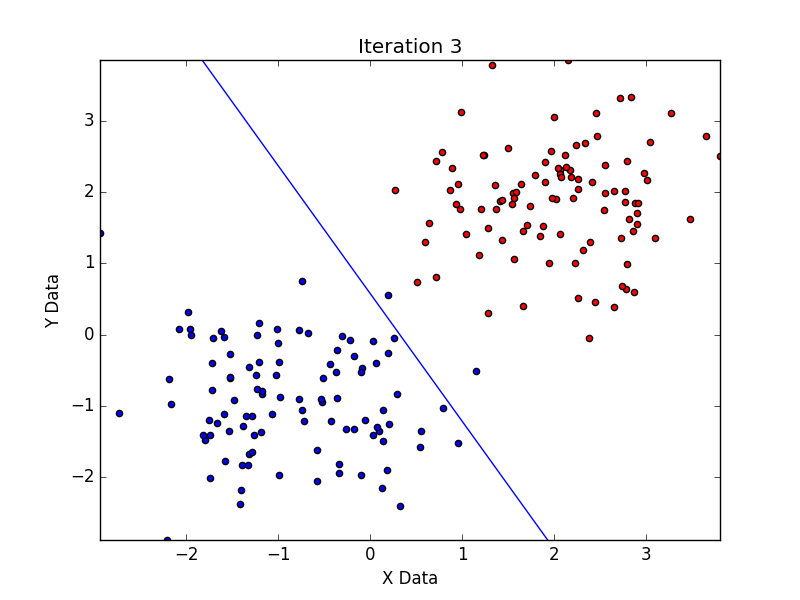 Iteration 3
Y Data
3
2
1
0
−1
−2
−2 −1 0 1 2 3
X Data